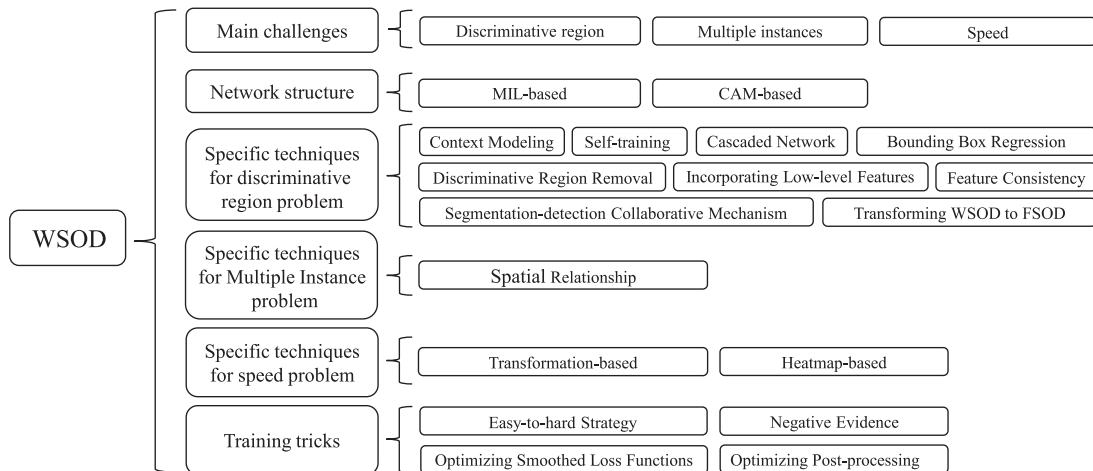 WSOD
Main challenges
Discriminative region
Multiple instances
Speed
Network structure
MIL-based
CAM-based
Specific techniques
for discriminative
region problem
Context Modeling
Self-training
Cascaded Network
Bounding Box Regression
Discriminative Region Removal
Incorporating Low-level Features
Feature Consistency
Segmentation-detection Collaborative Mechanism
Transforming WSOD to FSOD
Specific techniques
for Multiple Instance
problem
Spatial Relationship
Specific techniques
for speed problem
Transformation-based
Heatmap-based
Training tricks
Easy-to-hard Strategy
Negative Evidence
Optimizing Smoothed Loss Functions
Optimizing Post-processing